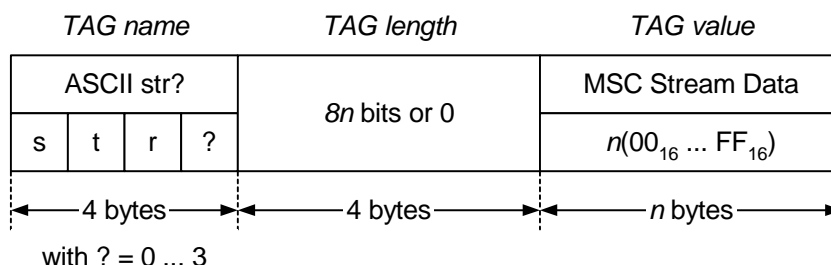 TAG name TAG length TAG value
ASCII str? 8n bits or 0 MSC Stream Data
s t r ? n(00₁₆ ... FF₁₆)
4 bytes 4 bytes n bytes
with ? = 0 ... 3